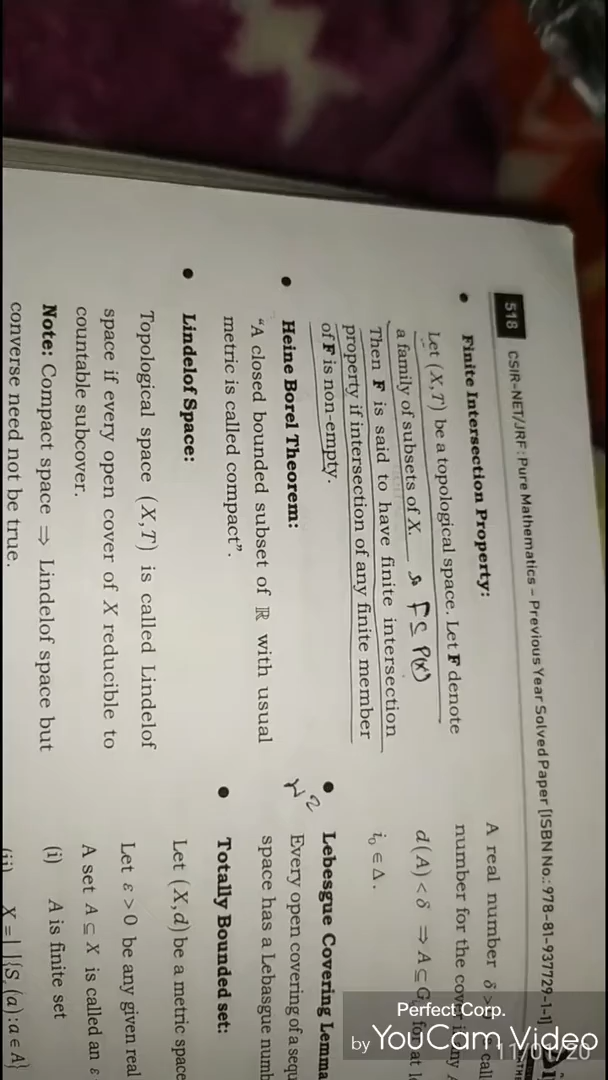 518 CSIR-NET/JRF : Pure Mathematics – Previous Year Solved Paper [ISBN No.: 978-81-937729-1-1]
• Finite Intersection Property:
Let (X,T) be a topological space. Let F denote
a family of subsets of X. F ⊆ P(X)
Then F is said to have finite intersection
property if intersection of any finite member
of F is non-empty.
• Heine Borel Theorem:
"A closed bounded subset of ℝ with usual
metric is called compact".
• Lindelof Space:
Topological space (X,T) is called Lindelof
space if every open cover of X reducible to
countable subcover.
Note: Compact space ⇒ Lindelof space but
converse need not be true.
A real number δ > call
number for the cover
d(A) < δ ⇒ A ⊆ G for at
i₀ ∈ Δ.
• Lebesgue Covering Lemma
Every open covering of a sequ
space has a Lebasgue numb
• Totally Bounded set:
Let (X,d) be a metric space
Let ε > 0 be any given real
A set A ⊆ X is called an ε
(i) A is finite set
(ii) X = {S (a): a ∈ A}
Perfect Corp.
by YouCam Video